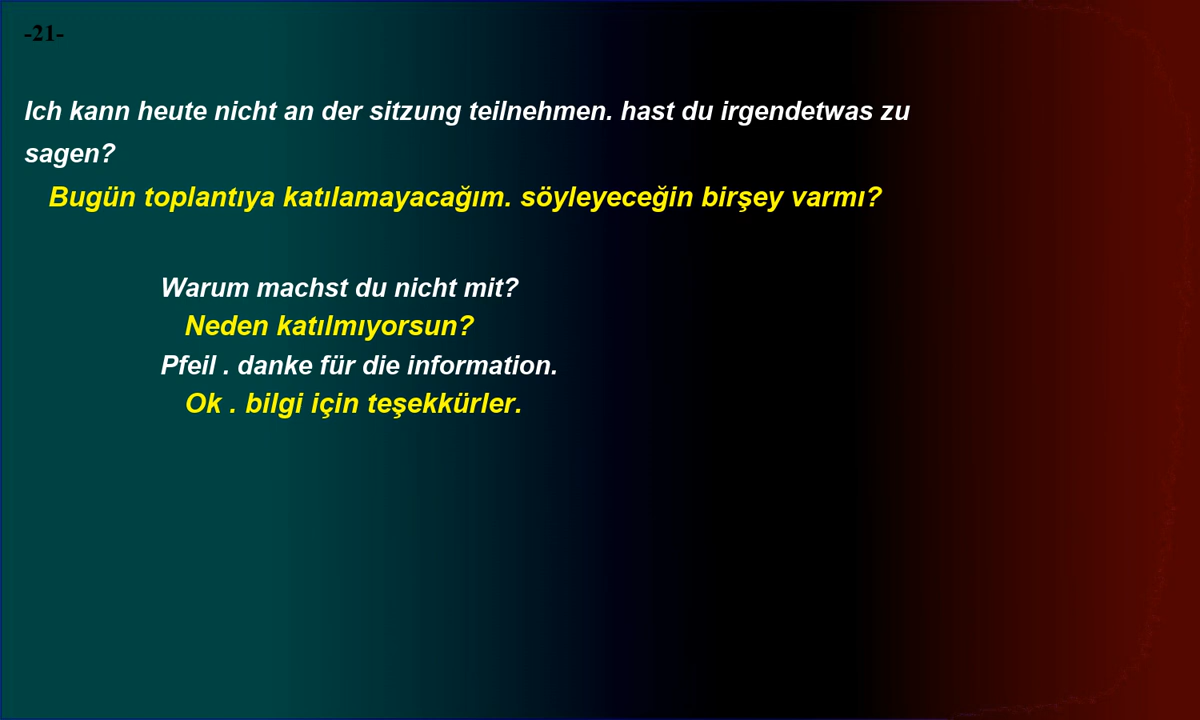 -21-
Ich kann heute nicht an der sitzung teilnehmen. hast du irgendetwas zu
sagen?
Bugün toplantıya katılamayacağım. söyleyeceğin birşey varmı?
Warum machst du nicht mit?
Neden katılmıyorsun?
Pfeil . danke für die information.
Ok . bilgi için teşekkürler.